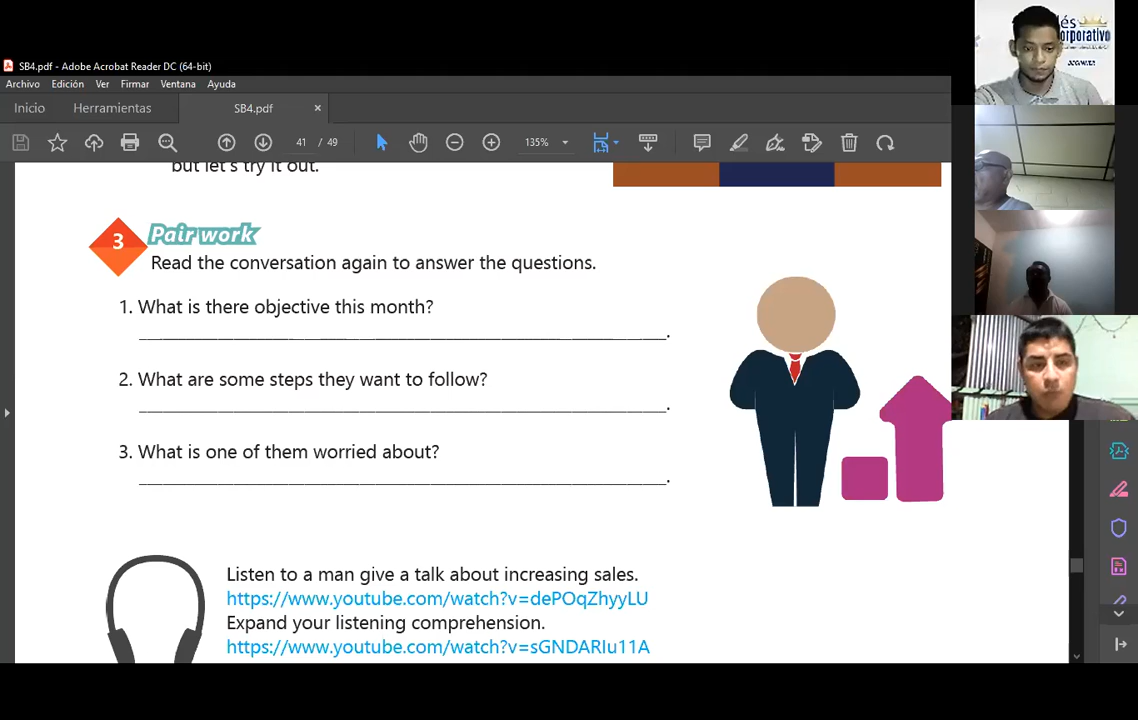 SB4.pdf - Adobe Acrobat Reader DC (64-bit)
Archivo Edición Ver Firmar Ventana Ayuda
Inicio Herramientas SB4.pdf ×
41 / 49 135%
but let's try it out.
3 Pair work
Read the conversation again to answer the questions.
1. What is there objective this month?
2. What are some steps they want to follow?
3. What is one of them worried about?
Listen to a man give a talk about increasing sales.
https://www.youtube.com/watch?v=dePOqZhyyLU
Expand your listening comprehension.
https://www.youtube.com/watch?v=sGNDARIu11A
és
orporativo